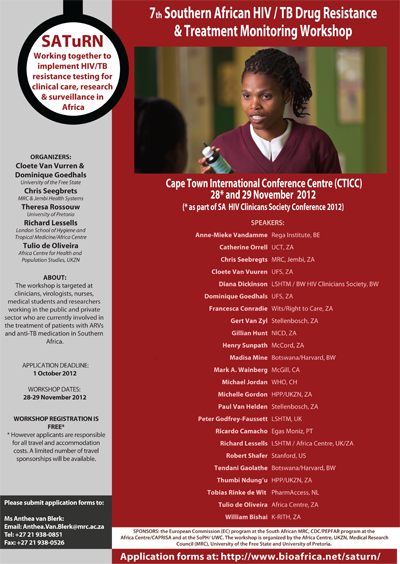 7th Southern African HIV / TB Drug Resistance
& Treatment Monitoring Workshop
SATuRN
Working together to
implement HIV/TB
resistance testing for
clinical care, research
& surveillance in
Africa
ORGANIZERS:
Cloete Van Vurren &
Dominique Goedhals
University of the Free State
Chris Seegbrets
MRC & Jembi Health Systems
Theresa Rossouw
University of Pretoria
Richard Lessells
London School of Hygiene and
Tropical Medicine/Africa Centre
Tulio de Oliveira
Africa Centre for Health and
Population Studies, UKZN
ABOUT:
The workshop is targeted at
clinicians, virologists, nurses,
medical students and researchers
working in the public and private
sector who are currently involved in
the treatment of patients with ARVs
and anti-TB medication in Southern
Africa.
APPLICATION DEADLINE:
1 October 2012
WORKSHOP DATES:
28-29 November 2012
WORKSHOP REGISTRATION IS
FREE*
* However applicants are responsible
for all travel and accommodation
costs. A limited number of travel
sponsorships will be available.
Please submit application forms to:
Ms Anthea van Blerk:
Email: Anthea.Van.Blerk@mrc.ac.za
Tel: +27 21 938-0851
Fax: +27 21 938-0526
Cape Town International Conference Centre (CTICC)
28* and 29 November 2012
(* as part of SA HIV Clinicians Society Conference 2012)
SPEAKERS:
Anne-Mieke Vandamme Rega Institute, BE
Catherine Orrell UCT, ZA
Chris Seebregts MRC, Jembi, ZA
Cloete Van Vuuren UFS, ZA
Diana Dickinson LSHTM / BW HIV Clinicians Society, BW
Dominique Goedhals UFS, ZA
Francesca Conradie Wits/Right to Care, ZA
Gert Van Zyl Stellenbosch, ZA
Gillian Hunt NICD, ZA
Henry Sunpath McCord, ZA
Madisa Mine Botswana/Harvard, BW
Mark A. Wainberg McGill, CA
Michael Jordan WHO, CH
Michelle Gordon HPP/UKZN, ZA
Paul Van Helden Stellenbosch, ZA
Peter Godfrey-Faussett LSHTM, UK
Ricardo Camacho Egas Moniz, PT
Richard Lessells LSHTM / Africa Centre, UK/ZA
Robert Shafer Stanford, US
Tendani Gaolathe Botswana/Harvard, BW
Thumbi Ndung'u HPP/UKZN, ZA
Tobias Rinke de Wit PharmAccess, NL
Tulio de Oliveira Africa Centre, ZA
William Bishai K-RITH, ZA
SPONSORS: the European Commission (EC) program at the South African MRC, CDC/PEPFAR program at the
Africa Centre/CAPRISA and at the SoPH/ UWC. The workshop is organized by the Africa Centre, UKZN, Medical Research
Council (MRC), University of the Free State and University of Pretoria.
Application forms at: http://www.bioafrica.net/saturn/